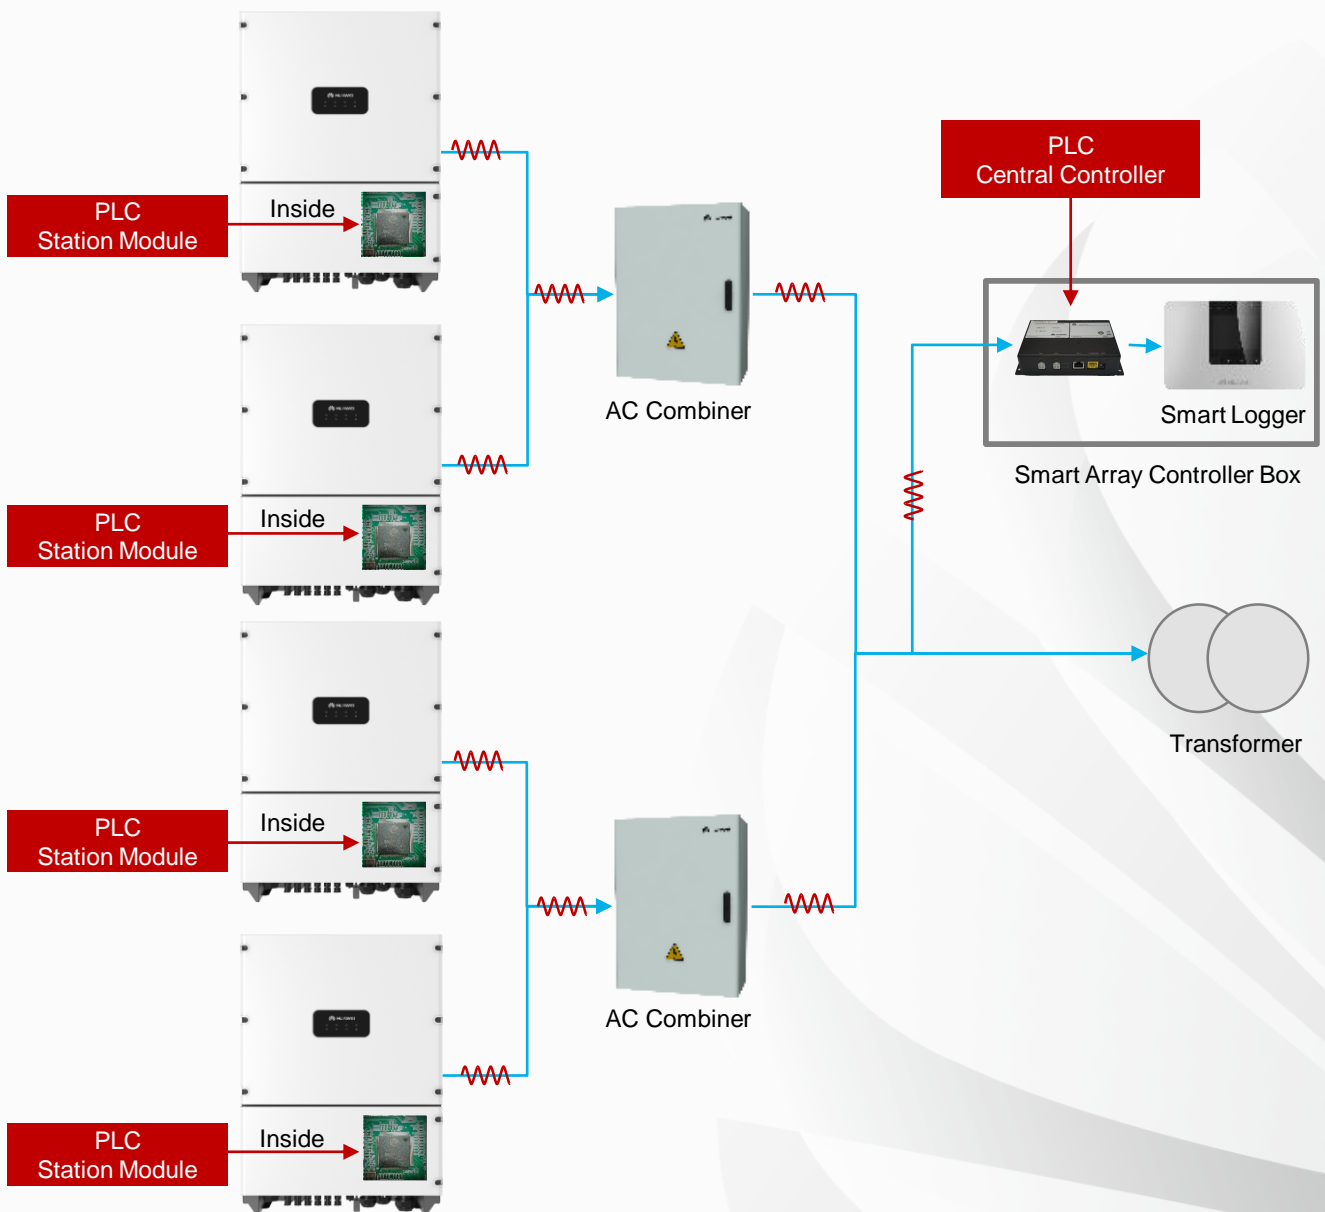 PLC
Central Controller
PLC
Station Module
Inside
AC Combiner
Smart Logger
Smart Array Controller Box
PLC
Station Module
Inside
PLC
Station Module
Inside
Transformer
AC Combiner
PLC
Station Module
Inside